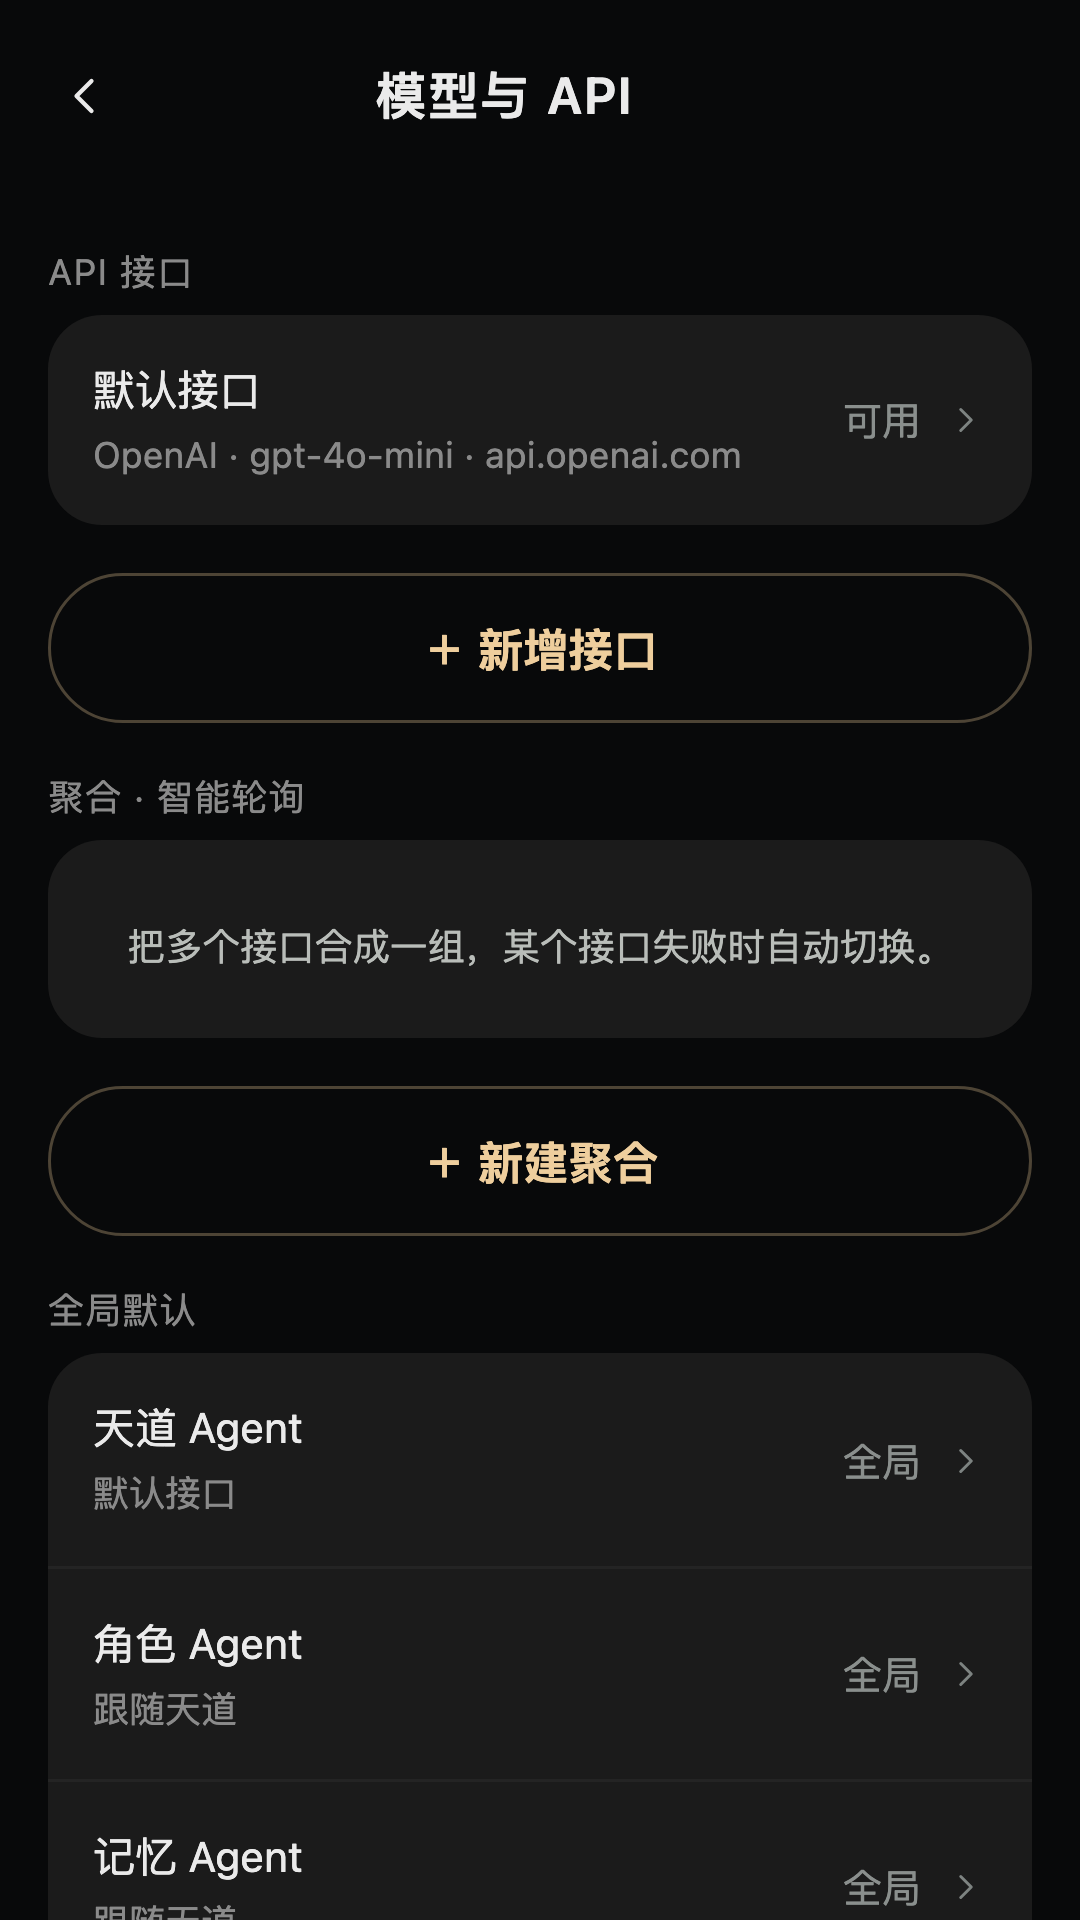 模型与 API
API 接口
默认接口
OpenAI · gpt-4o-mini · api.openai.com
可用
+ 新增接口
聚合 · 智能轮询
把多个接口合成一组，某个接口失败时自动切换。
+ 新建聚合
全局默认
天道 Agent
默认接口
全局
角色 Agent
跟随天道
全局
记忆 Agent
跟随天道
全局